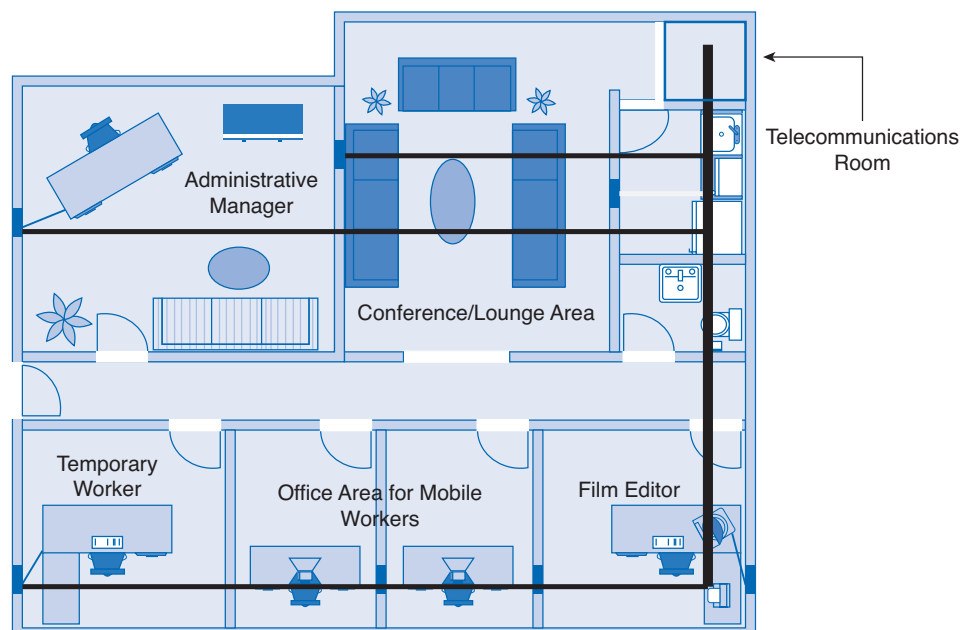 Telecommunications
Room
Administrative
Manager
Conference/Lounge Area
Temporary
Worker
Office Area for Mobile
Workers
Film Editor